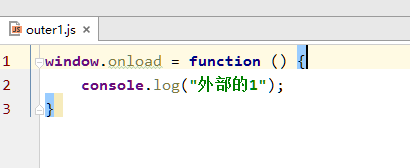 outer1.js
1 window.onload = function () {
2 console.log("外部的1");
3 }